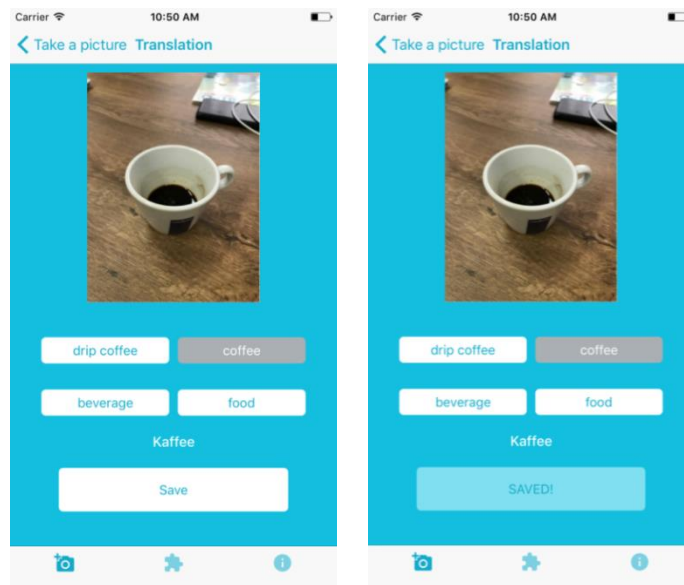 Carrier 10:50 AM
Take a picture Translation
drip coffee coffee
beverage food
Kaffee
Save
Carrier 10:50 AM
Take a picture Translation
drip coffee coffee
beverage food
Kaffee
SAVED!